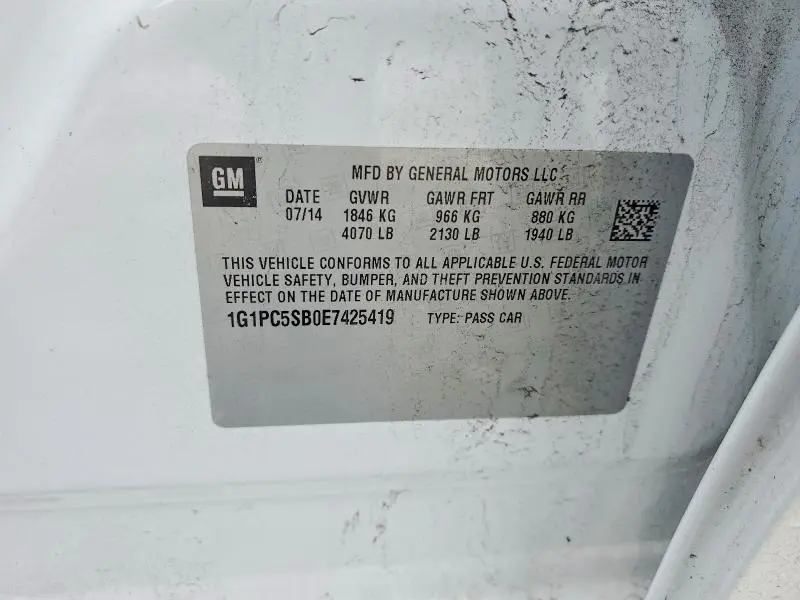 GM®
MFD BY GENERAL MOTORS LLC
DATE GVWR GAWR FRT GAWR RR
07/14 1846 KG 966 KG 880 KG
4070 LB 2130 LB 1940 LB
THIS VEHICLE CONFORMS TO ALL APPLICABLE U.S. FEDERAL MOTOR
VEHICLE SAFETY, BUMPER, AND THEFT PREVENTION STANDARDS IN
EFFECT ON THE DATE OF MANUFACTURE SHOWN ABOVE.
1G1PC5SB0E7425419 TYPE: PASS CAR